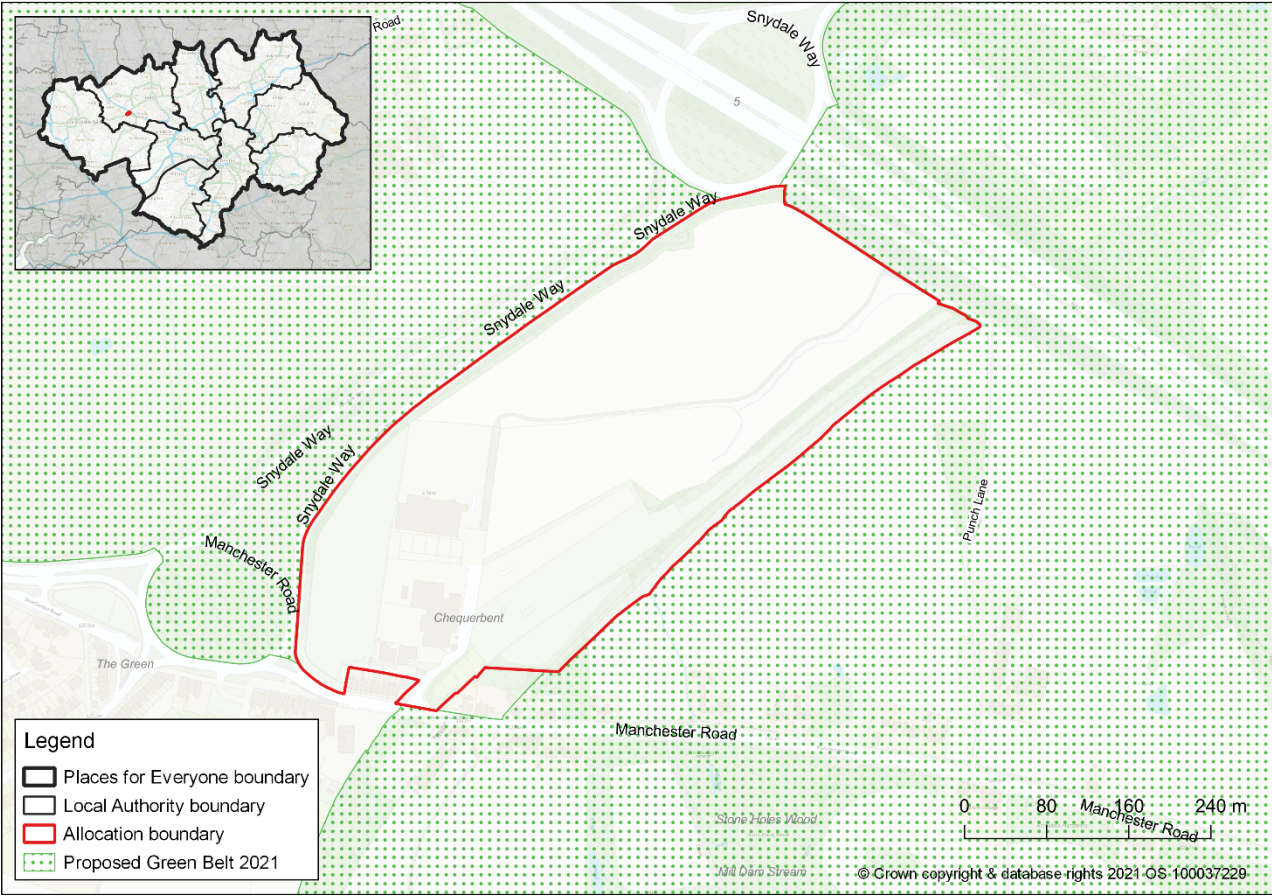 Road
Snydale Way
5
Snydale Way
Snydale Way
Snydale Way
Snydale Way
Punch Lane
Manchester Road
Chequerbent
The Green
Manchester Road
Stone Holes Wood
Mill Dam Stream
Legend
Places for Everyone boundary
Local Authority boundary
Allocation boundary
Proposed Green Belt 2021
0 80 160 240 m
Manchester Road
© Crown copyright & database rights 2021 OS 100037229